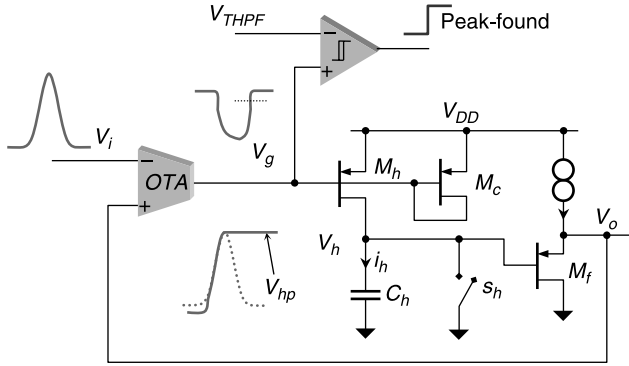 V_THPF
Peak-found
−
+
V_i
V_g
V_DD
−
OTA
+
M_h
M_c
V_o
V_h
i_h
M_f
V_hp
C_h
s_h